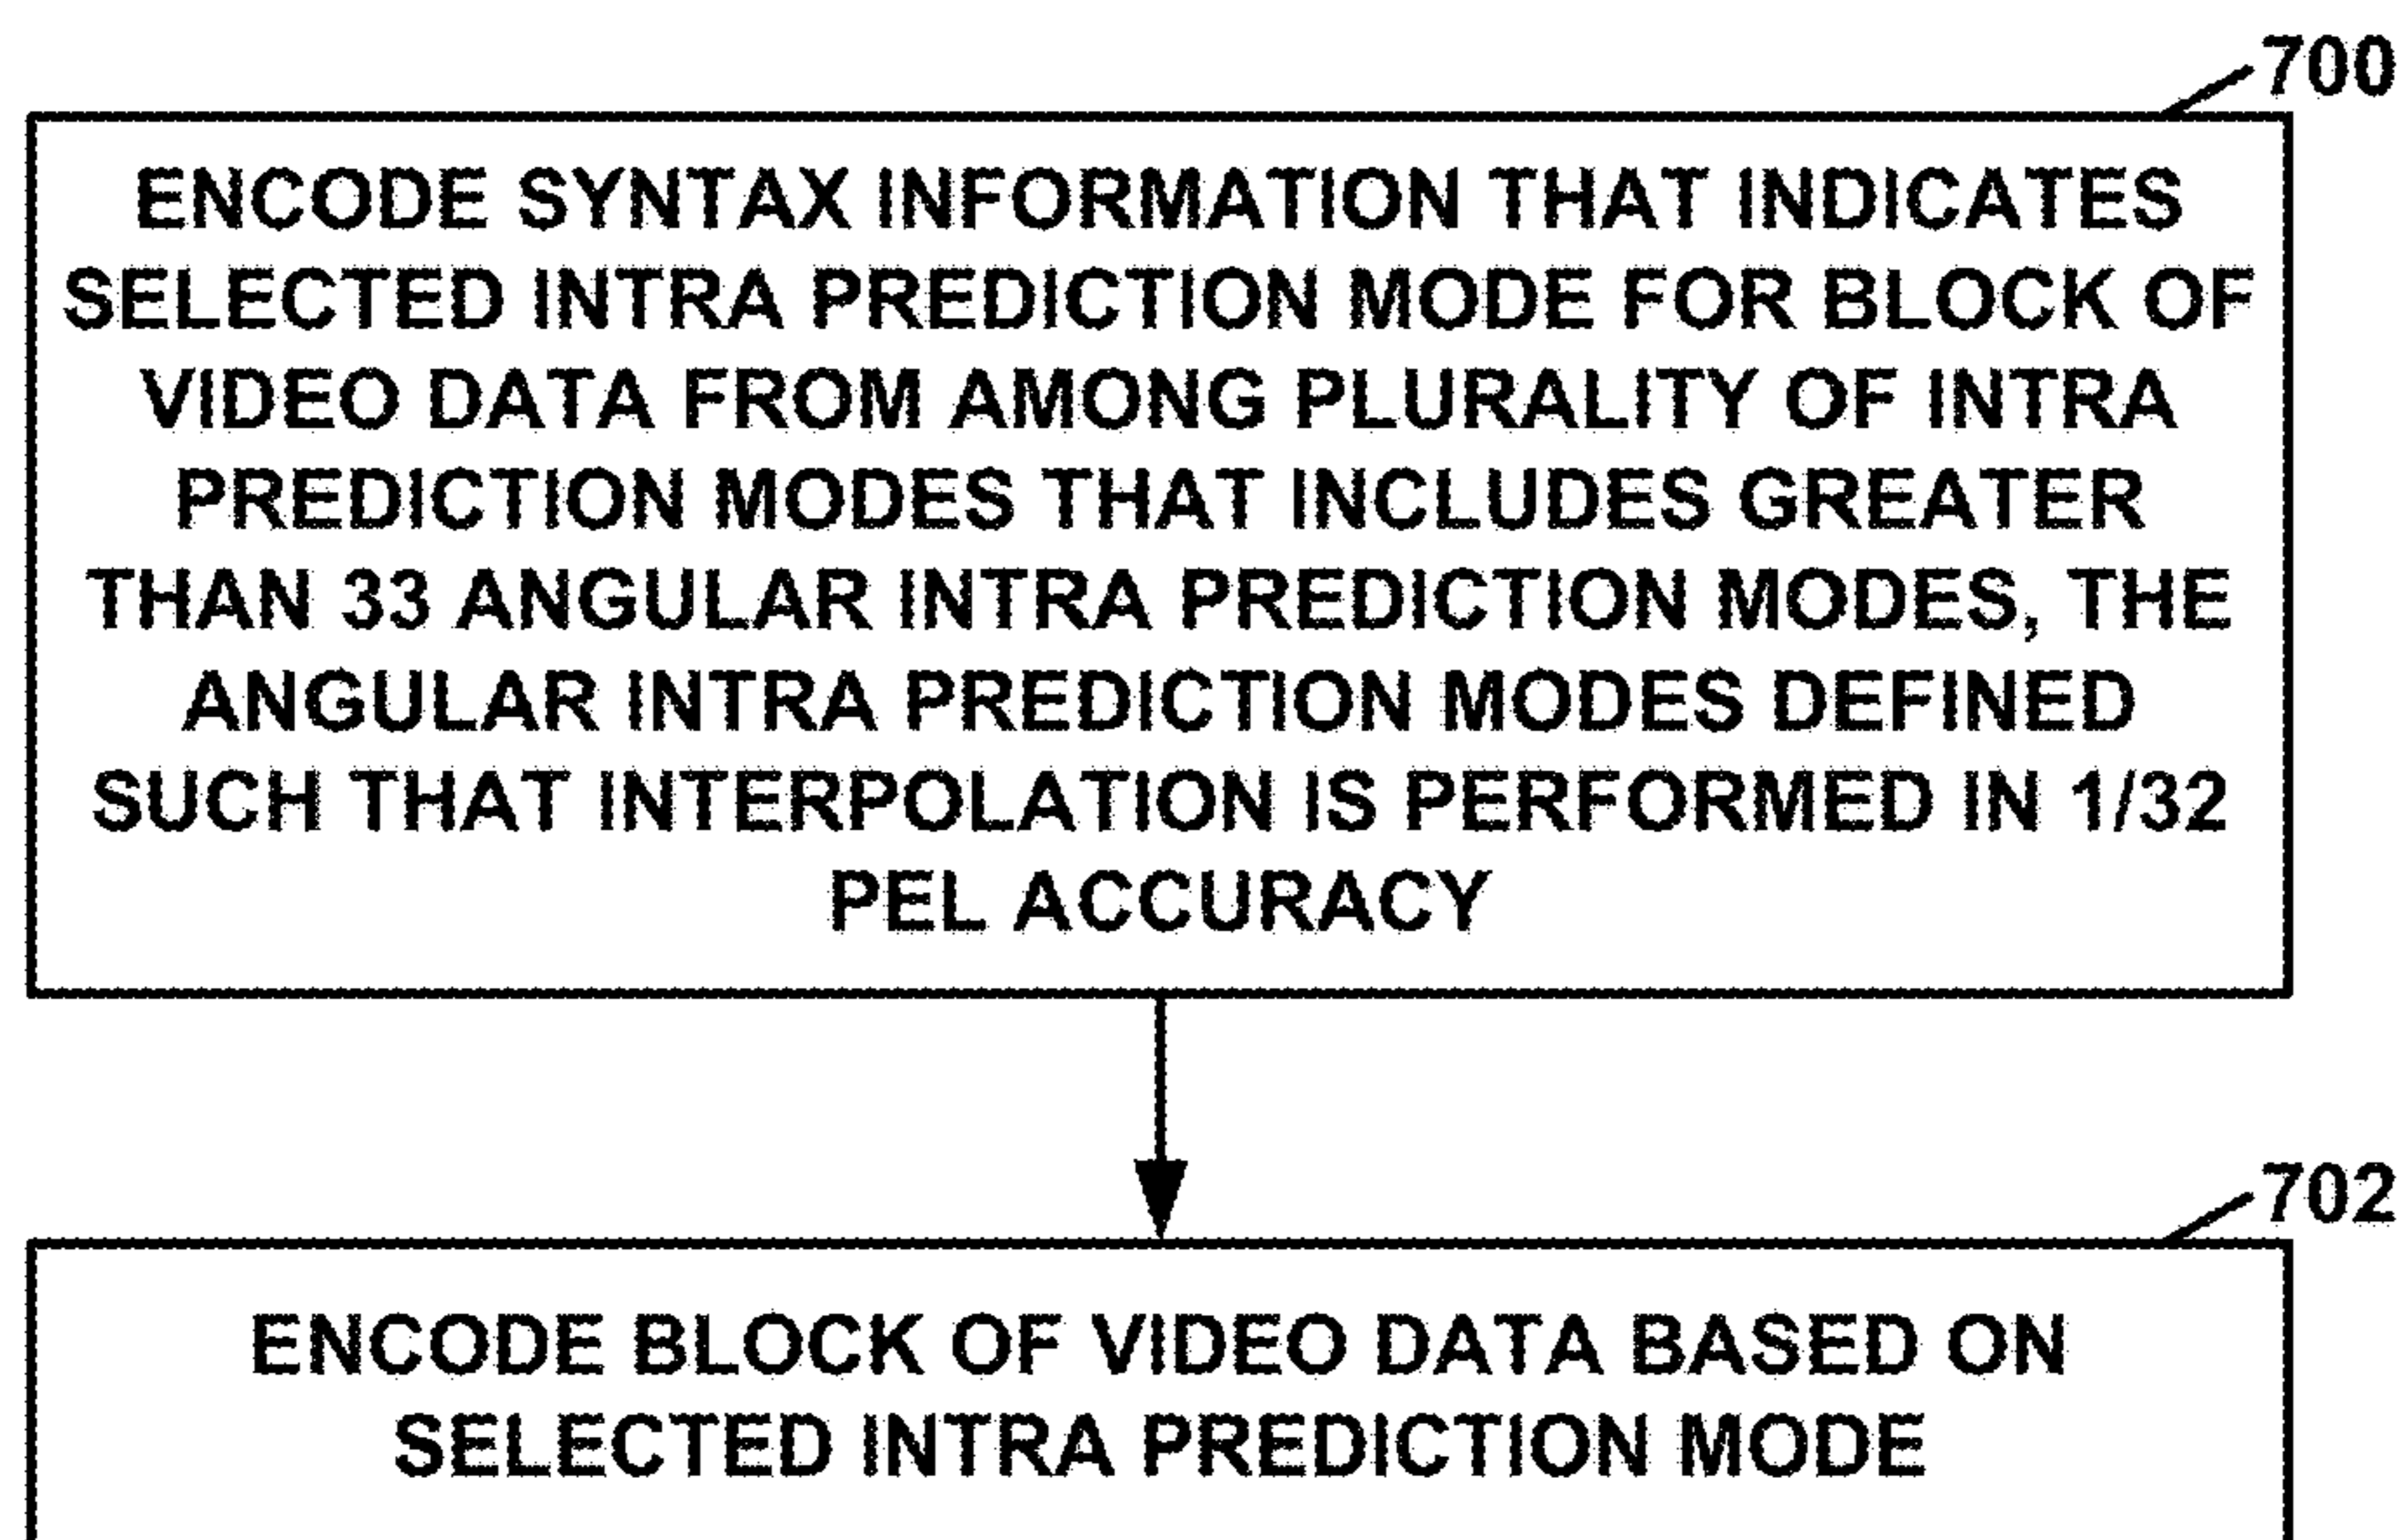 700
ENCODE SYNTAX INFORMATION THAT INDICATES
SELECTED INTRA PREDICTION MODE FOR BLOCK OF
VIDEO DATA FROM AMONG PLURALITY OF INTRA
PREDICTION MODES THAT INCLUDES GREATER
THAN 33 ANGULAR INTRA PREDICTION MODES, THE
ANGULAR INTRA PREDICTION MODES DEFINED
SUCH THAT INTERPOLATION IS PERFORMED IN 1/32
PEL ACCURACY
702
ENCODE BLOCK OF VIDEO DATA BASED ON
SELECTED INTRA PREDICTION MODE